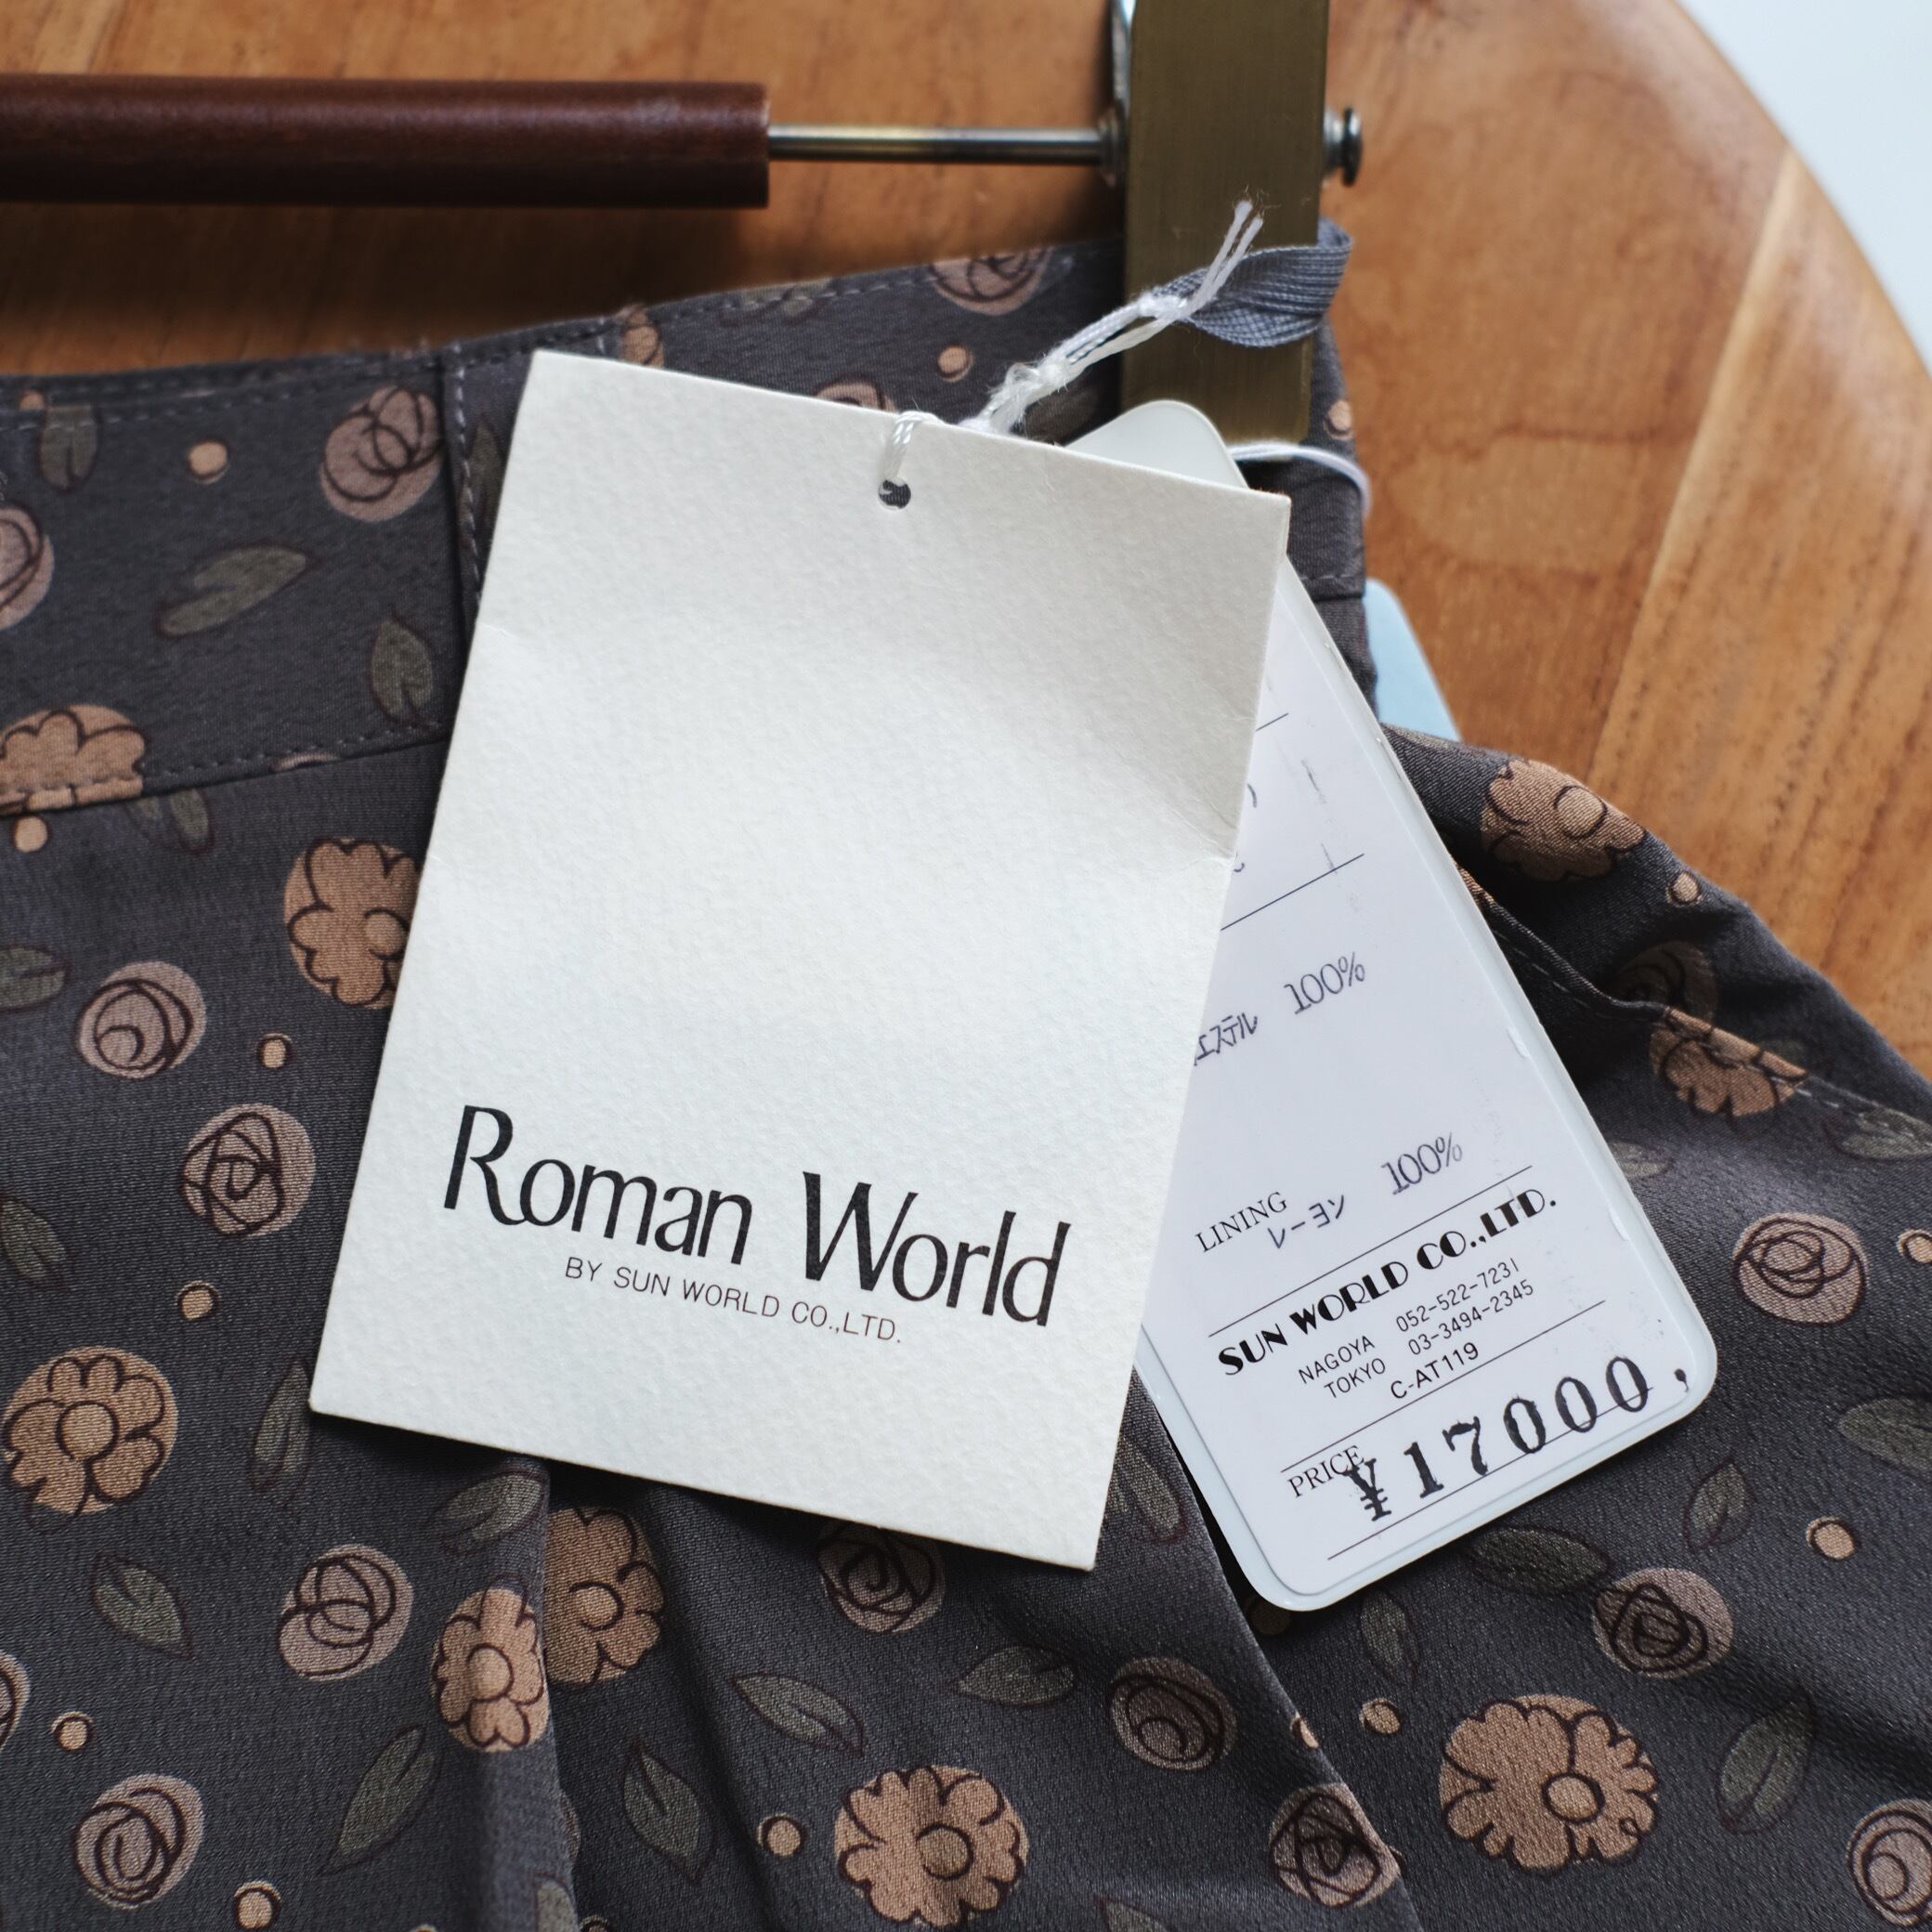 Roman World
BY SUN WORLD CO.,LTD.
エステル 100%
LINING
レーヨン 100%
SUN WORLD CO.,LTD.
NAGOYA 052-522-7231
TOKYO 03-3494-2345
C-AT119
PRICE ¥17000,